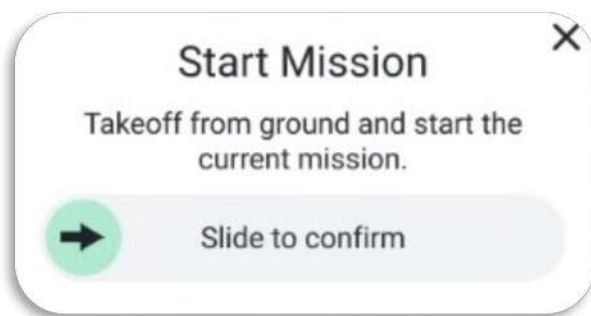 Start Mission
Takeoff from ground and start the
current mission.
Slide to confirm